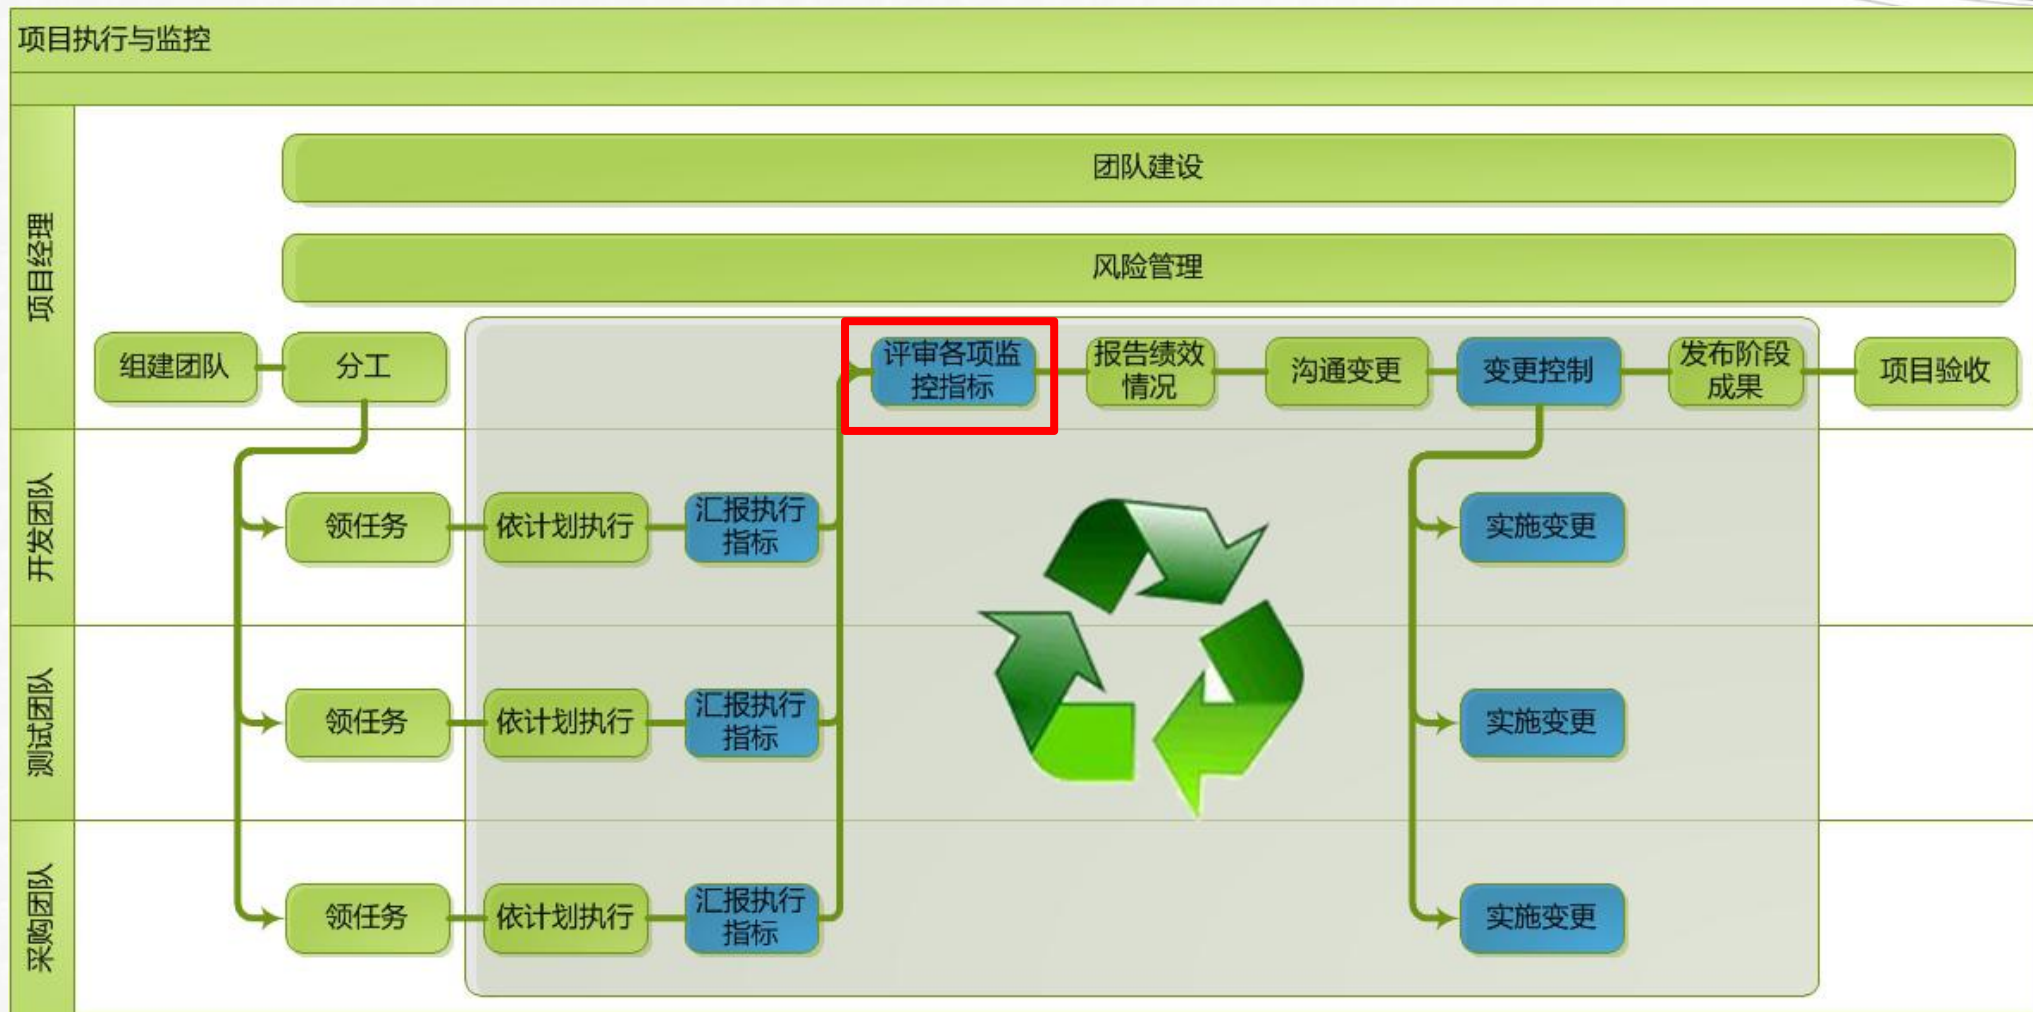 项目执行与监控
项目经理
团队建设
风险管理
组建团队
分工
评审各项监
控指标
报告绩效
情况
沟通变更
变更控制
发布阶段
成果
项目验收
开发团队
领任务
依计划执行
汇报执行
指标
实施变更
测试团队
领任务
依计划执行
汇报执行
指标
实施变更
采购团队
领任务
依计划执行
汇报执行
指标
实施变更